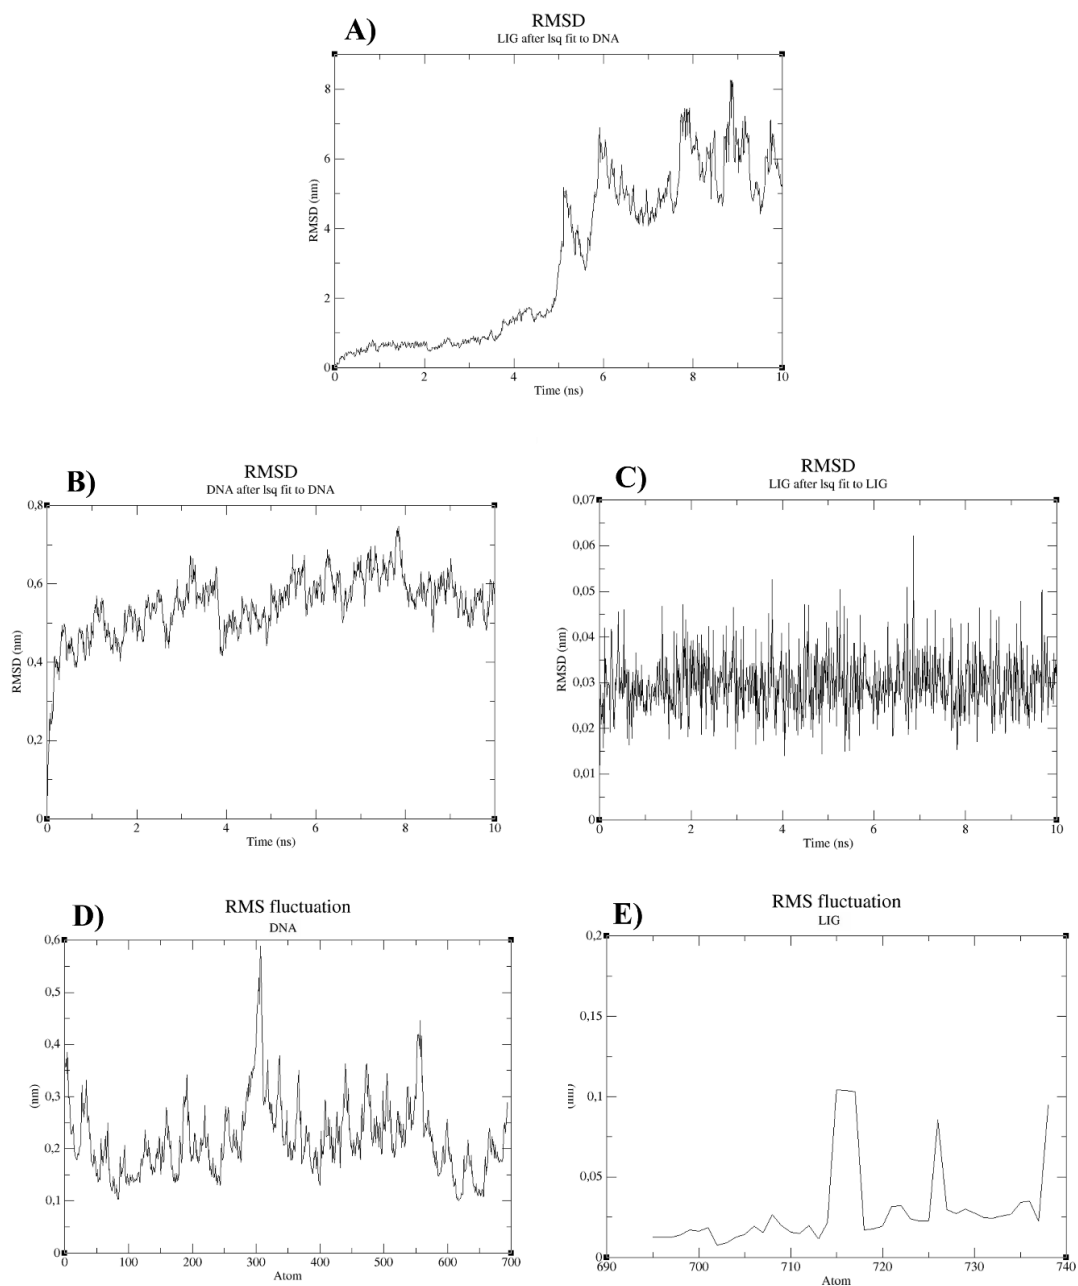 A)
RMSD
LIG after lsq fit to DNA
RMSD (nm)
8
6
4
2
0
0 2 4 6 8 10
Time (ns)
B)
RMSD
DNA after lsq fit to DNA
RMSD (nm)
0,8
0,6
0,4
0,2
0
0 2 4 6 8 10
Time (ns)
C)
RMSD
LIG after lsq fit to LIG
RMSD (nm)
0,07
0,06
0,05
0,04
0,03
0,02
0,01
0
0 2 4 6 8 10
Time (ns)
D)
RMS fluctuation
DNA
(nm)
0,6
0,5
0,4
0,3
0,2
0,1
0
0 100 200 300 400 500 600 700
Atom
E)
RMS fluctuation
LIG
0,2
0,15
0,1
0,05
0
690 700 710 720 730 740
Atom